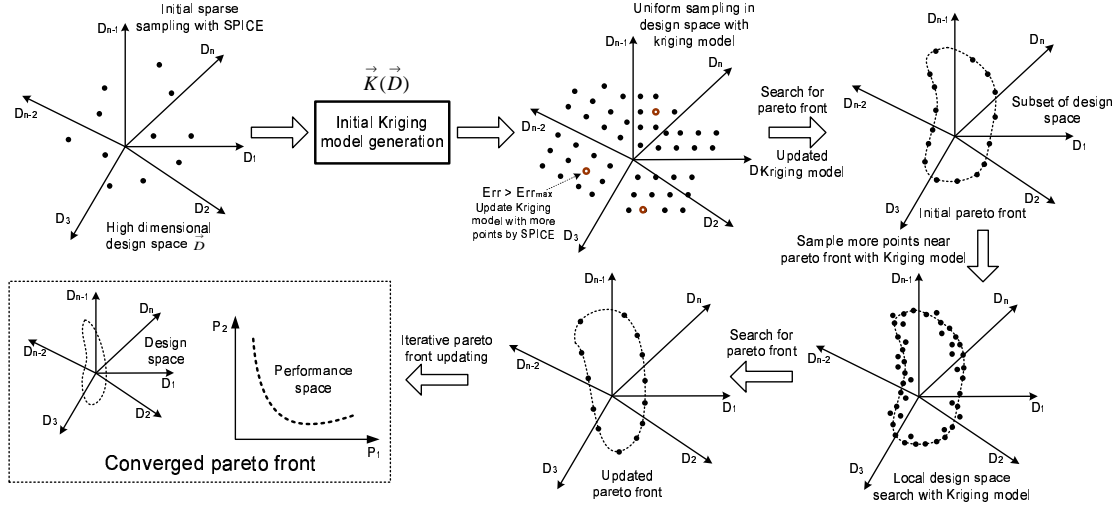 Initial sparse
sampling with SPICE
Dn-1
Dn
Dn-2
D1
D2
D3
High dimensional
design space D
K(D)
Initial Kriging
model generation
Uniform sampling in
design space with
kriging model
Dn-1
Dn
Dn-2
D
D2
D3
Err > Errmax
Update Kriging
model with more
points by SPICE
Search for
pareto front
Updated
Kriging model
Dn-1
Dn
Dn-2
Subset of design
space
D1
D2
D3
Initial pareto front
Sample more points near
pareto front with Kriging model
Dn-1
Dn
Dn-2
D1
D2
D3
Local design space
search with Kriging model
Search for
pareto front
Dn-1
Dn
Dn-2
D1
D2
D3
Updated
pareto front
Iterative pareto
front updating
Dn-1
Dn
Dn-2
Design
space
D1
D2
D3
P2
Performance
space
P1
Converged pareto front